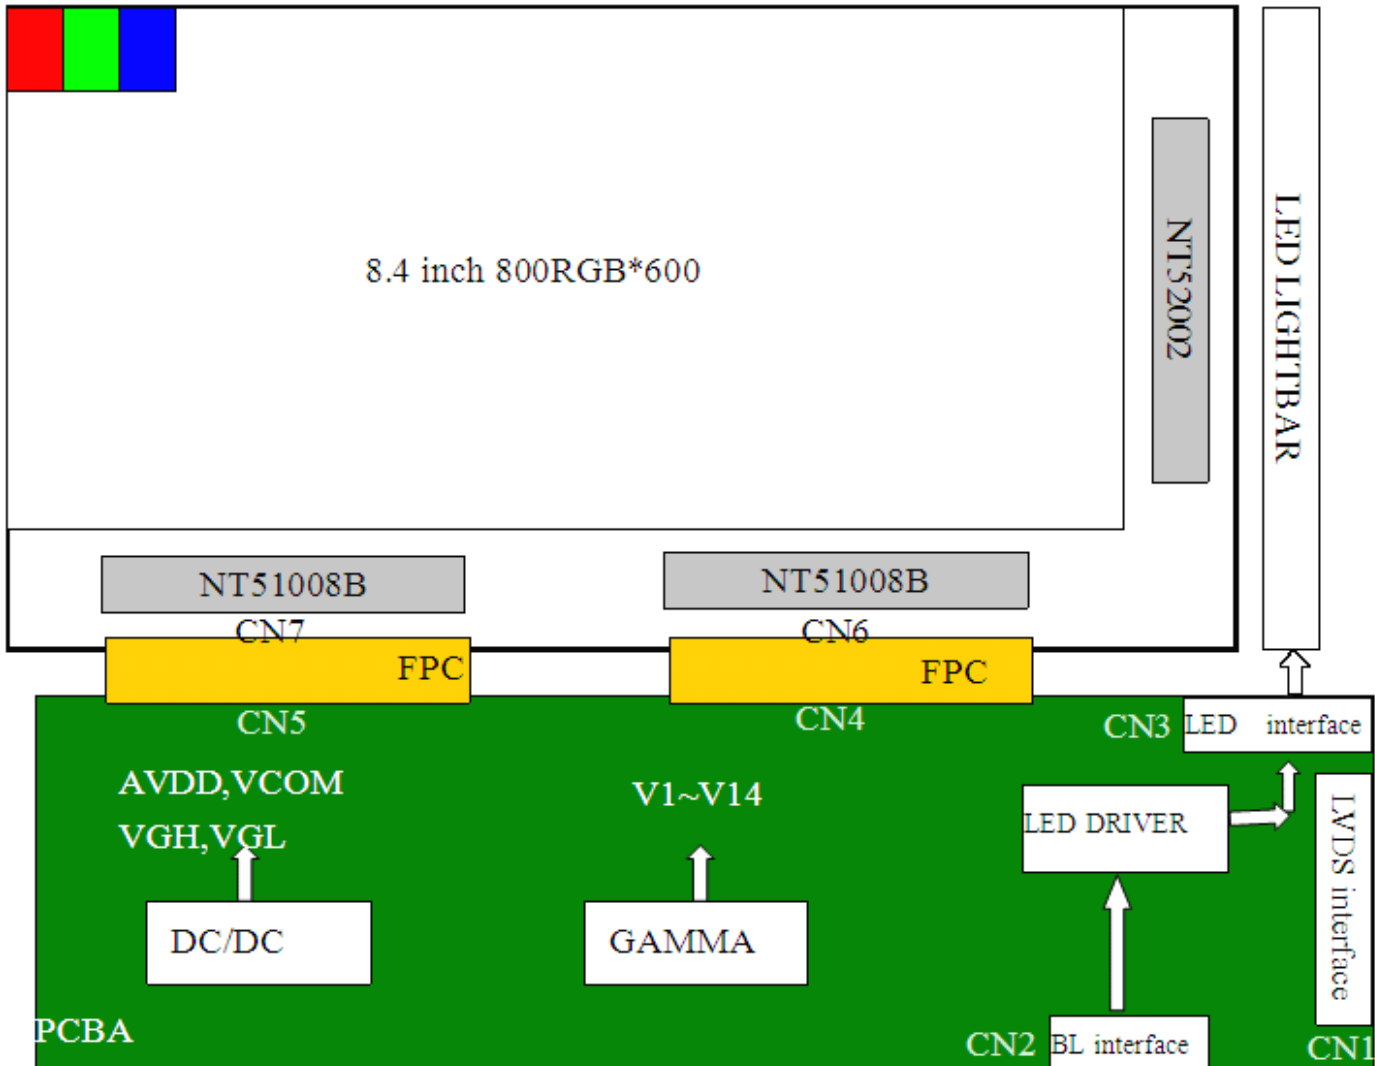 8.4 inch 800RGB*600
NT52002
LED LIGHTBAR
NT51008B
NT51008B
CN7
CN6
FPC
FPC
CN5
CN4
CN3
LED interface
AVDD,VCOM
VGH,VGL
V1~V14
LED DRIVER
LVDS interface
DC/DC
GAMMA
PCBA
CN2
BL interface
CN1